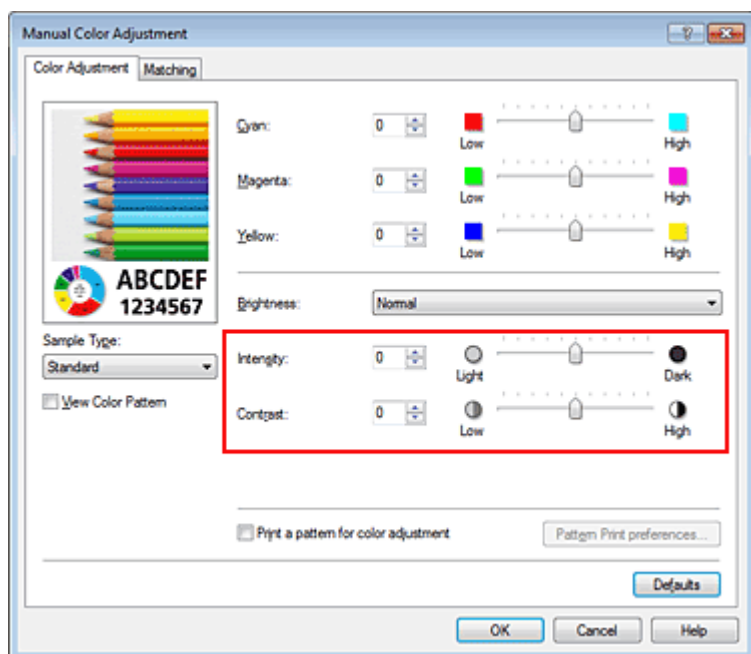 Manual Color Adjustment
Color Adjustment Matching
Cyan: 0 Low High
Magenta: 0 Low High
Yellow: 0 Low High
ABCDEF
1234567
Brightness: Normal
Sample Type:
Standard
View Color Pattern
Intensity: 0 Light Dark
Contrast: 0 Low High
Print a pattern for color adjustment Pattern Print preferences...
Defaults
OK Cancel Help